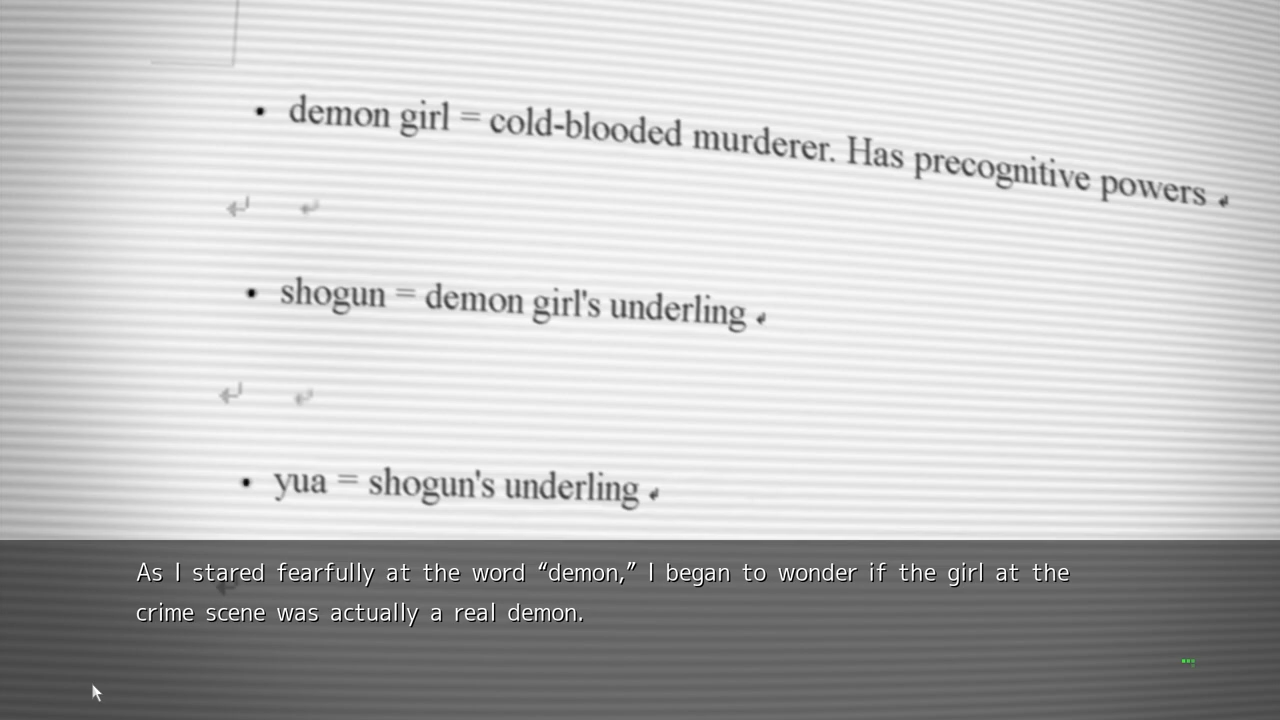 • demon girl = cold-blooded murderer. Has precognitive powers ↲
↵ ↵
• shogun = demon girl's underling ↲
↵ ↵
• yua = shogun's underling ↲
As I stared fearfully at the word “demon,” I began to wonder if the girl at the
crime scene was actually a real demon.